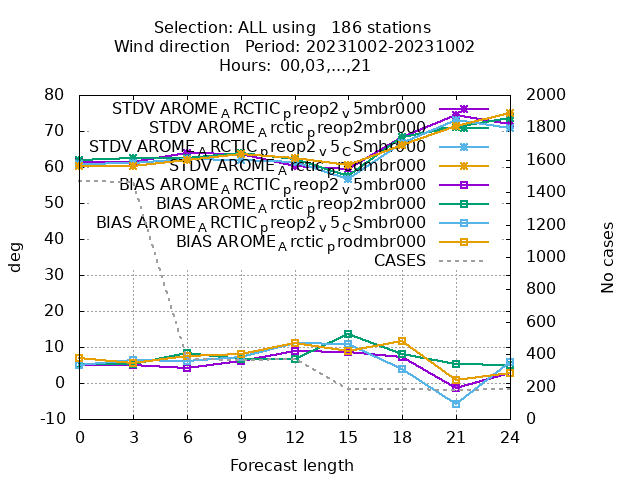 Selection: ALL using   186 stations
Wind direction   Period: 20231002-20231002
Hours:  00,03,...,21
80
70
60
50
40
30
20
10
0
-10
deg
2000
1800
1600
1400
1200
1000
800
600
400
200
0
No cases
STDV AROME_ARCTIC_preop2_v5mbr000
STDV AROME_Arctic_preop2mbr000
STDV AROME_ARCTIC_preop2_v5_CSmbr000
STDV AROME_Arctic_prodmbr000
BIAS AROME_ARCTIC_preop2_v5mbr000
BIAS AROME_Arctic_preop2mbr000
BIAS AROME_ARCTIC_preop2_v5_CSmbr000
BIAS AROME_Arctic_prodmbr000
CASES
0 3 6 9 12 15 18 21 24
Forecast length